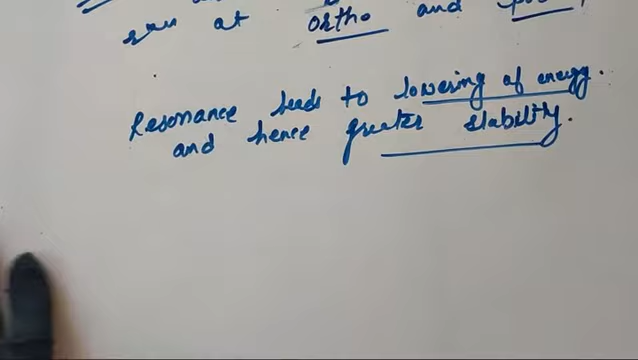 at ortho and
Resonance leads to lowering of energy.
and hence greater stability.